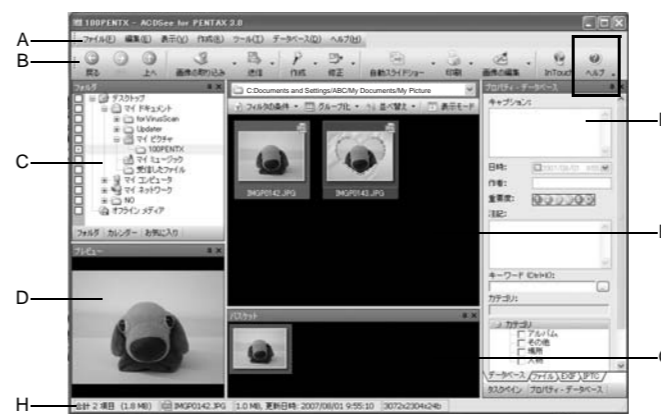 100PENTX - ACDSee for PENTAX 3.0
A
ファイル(F) 編集(E) 表示(V) 作成(R) ツール(T) データベース(D) ヘルプ(H)
B
戻る 上へ 画像の取り込み 送信 作成 修正 自動スライドショー 印刷 画像の編集 InTouch ヘルプ
フォルダ
C:Documents and Settings/ABC/My Documents/My Picture
プロパティ - データベース
フィルタの条件 グループ化 並べ替え 表示モード
キャプション:
デスクトップ
マイ ドキュメント
forVirusScan
Updater
マイ ピクチャ
100PENTX
マイ ミュージック
受信したファイル
マイ コンピュータ
マイ ネットワーク
NO
オフライン メディア
C
フォルダ カレンダー お気に入り
IMGP0142.JPG IMGP0143.JPG
日時:
作者:
重要度:
注記:
キーワード (Ctrl+K):
カテゴリ:
カテゴリ
アルバム
その他
場所
プレビュー
D
バスケット
データベース ファイル EXIF IPTC
タスクペイン プロパティ - データベース
H
合計 2 項目 (1.8 MB) IMGP0142.JPG 1.0 MB, 更新日時: 2007/08/01 9:55:10 3072x2304x24b